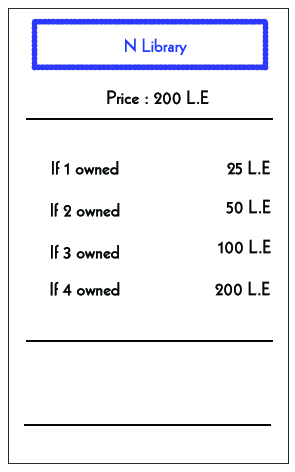 N Library
Price : 200 L.E
If 1 owned 25 L.E
If 2 owned 50 L.E
If 3 owned 100 L.E
If 4 owned 200 L.E